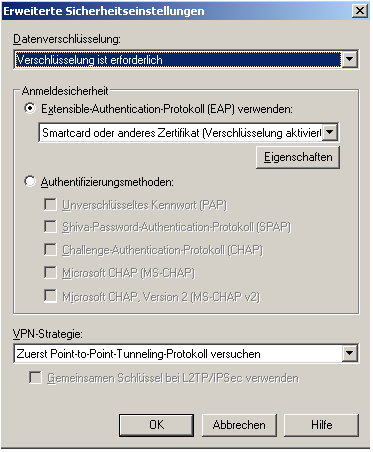 Erweiterte Sicherheitseinstellungen
Datenverschlüsselung:
Verschlüsselung ist erforderlich
Anmeldesicherheit
Extensible-Authentication-Protokoll (EAP) verwenden:
Smartcard oder anderes Zertifikat (Verschlüsselung aktiviert
Eigenschaften
Authentifizierungsmethoden:
Unverschlüsseltes Kennwort (PAP)
Shiva-Password-Authentication-Protokoll (SPAP)
Challenge-Authentication-Protokoll (CHAP)
Microsoft CHAP (MS-CHAP)
Microsoft CHAP, Version 2 (MS-CHAP v2)
VPN-Strategie:
Zuerst Point-to-Point-Tunneling-Protokoll versuchen
Gemeinsamen Schlüssel bei L2TP/IPSec verwenden
OK Abbrechen Hilfe